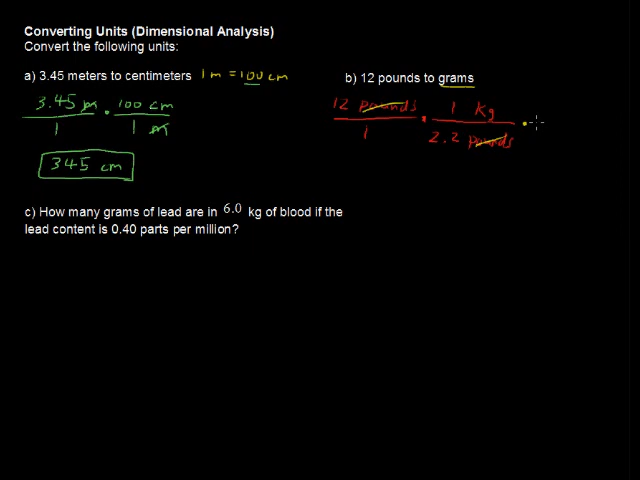 Converting Units (Dimensional Analysis)
Convert the following units:
a) 3.45 meters to centimeters 1 m = 100 cm
3.45 m · 100 cm
1 1 m
345 cm
b) 12 pounds to grams
12 pounds · 1 kg ·
1 2.2 pounds
c) How many grams of lead are in 6.0 kg of blood if the
lead content is 0.40 parts per million?